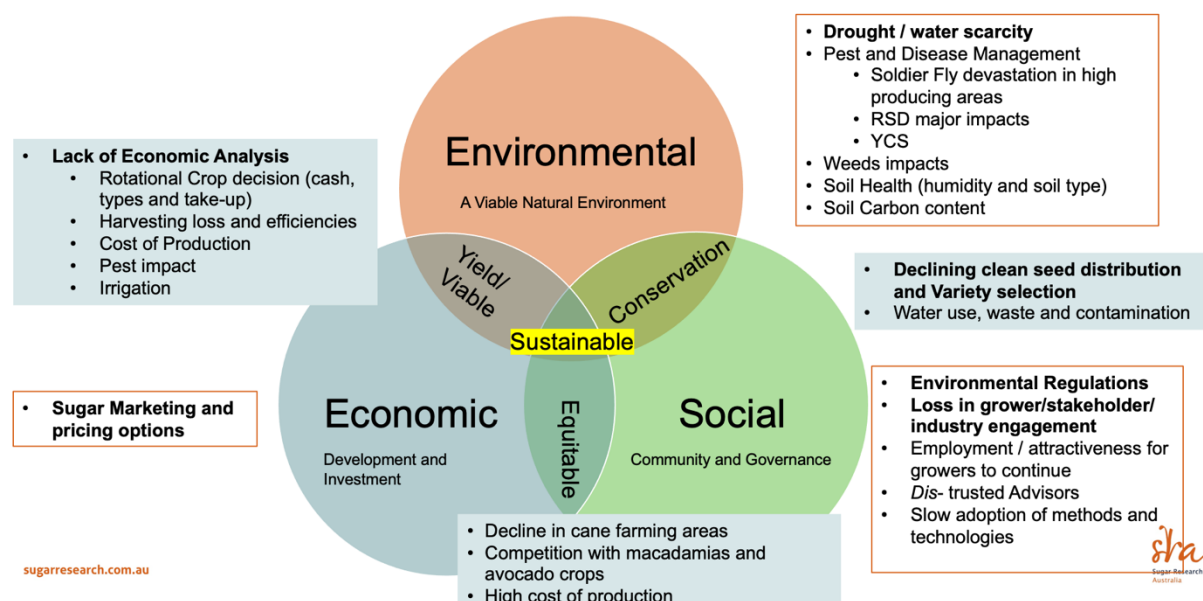 Environmental
A Viable Natural Environment
• Drought / water scarcity
• Pest and Disease Management
• Soldier Fly devastation in high
producing areas
• RSD major impacts
• YCS
• Weeds impacts
• Soil Health (humidity and soil type)
• Soil Carbon content
• Lack of Economic Analysis
• Rotational Crop decision (cash,
types and take-up)
• Harvesting loss and efficiencies
• Cost of Production
• Pest impact
• Irrigation
Yield/
Viable
Conservation
Sustainable
• Declining clean seed distribution
and Variety selection
• Water use, waste and contamination
• Sugar Marketing and
pricing options
Economic
Development and
Investment
Equitable
Social
Community and Governance
• Environmental Regulations
• Loss in grower/stakeholder/
industry engagement
• Employment / attractiveness for
growers to continue
• Dis- trusted Advisors
• Slow adoption of methods and
technologies
• Decline in cane farming areas
• Competition with macadamias and
avocado crops
• High cost of production
sugarresearch.com.au
sra
Sugar Research
Australia